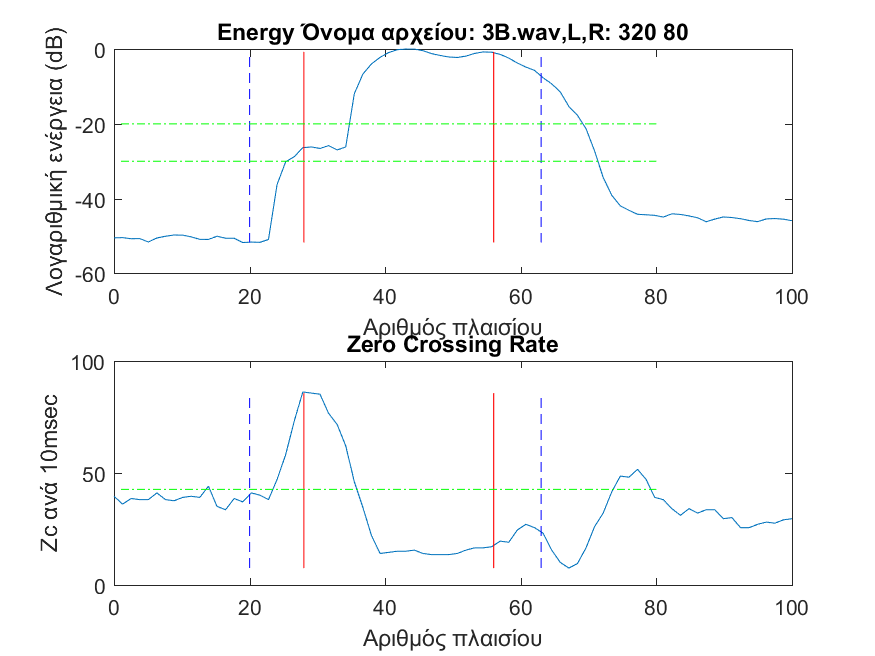 Energy Όνομα αρχείου: 3B.wav,L,R: 320 80
Λογαριθμική ενέργεια (dB)
0
-20
-40
-60
0 20 40 60 80 100
Αριθμός πλαισίου
Zero Crossing Rate
Zc ανά 10msec
100
50
0
0 20 40 60 80 100
Αριθμός πλαισίου